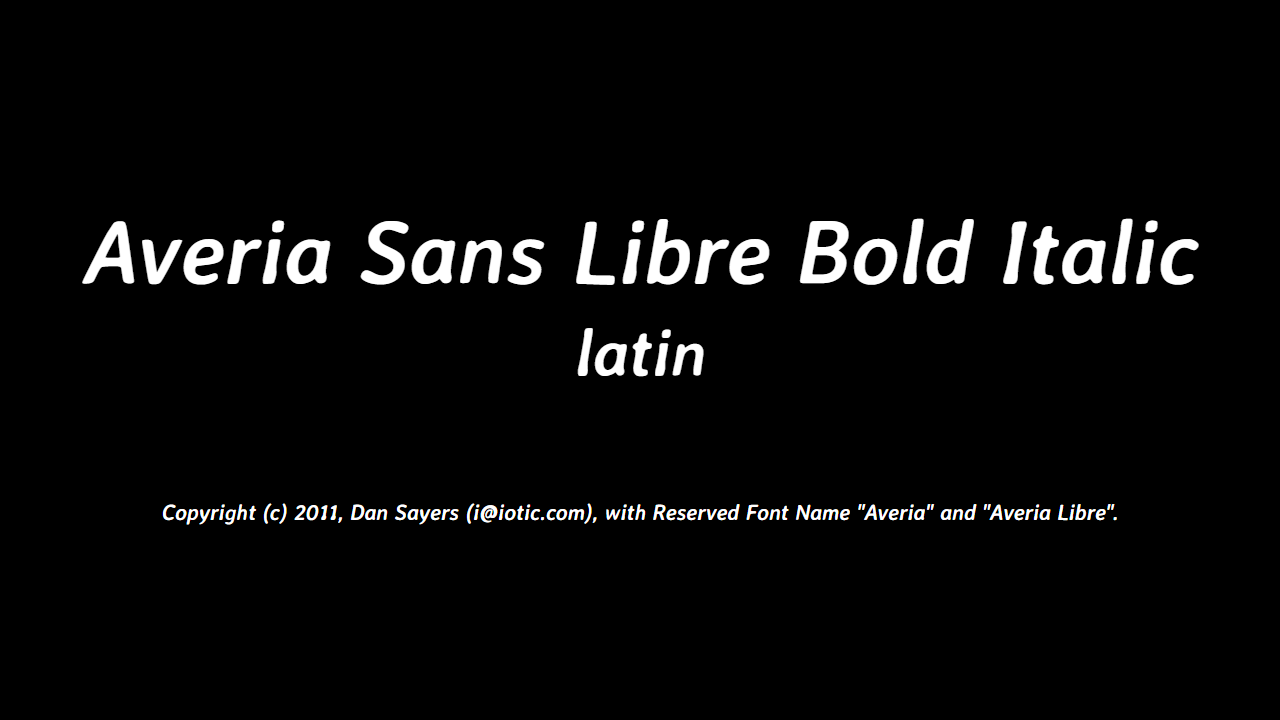 Averia Sans Libre Bold Italic
latin
Copyright (c) 2011, Dan Sayers (i@iotic.com), with Reserved Font Name "Averia" and "Averia Libre".